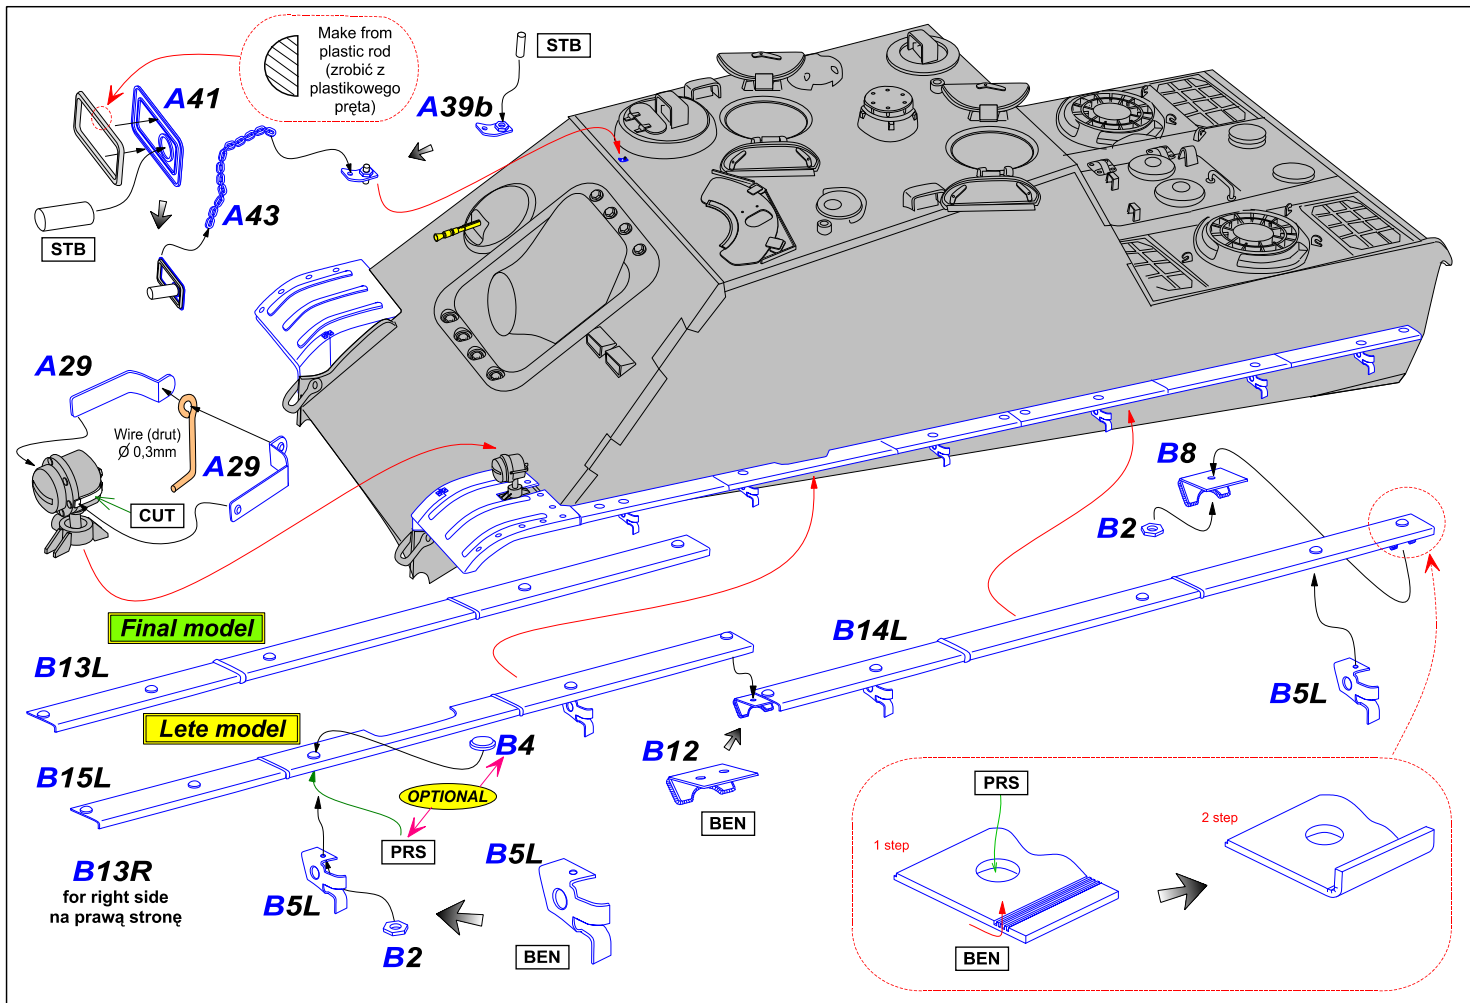 Make from
plastic rod
(zrobić z
plastikowego
pręta)
STB
A41
A39b
A43
STB
A29
Wire (drut)
Ø 0,3mm
A29
CUT
B8
B2
Final model
B13L
B14L
B5L
Lete model
B4
B12
B15L
OPTIONAL
BEN
PRS
PRS
1 step
2 step
B13R
for right side
na prawą stronę
B5L
B5L
B2
BEN
BEN